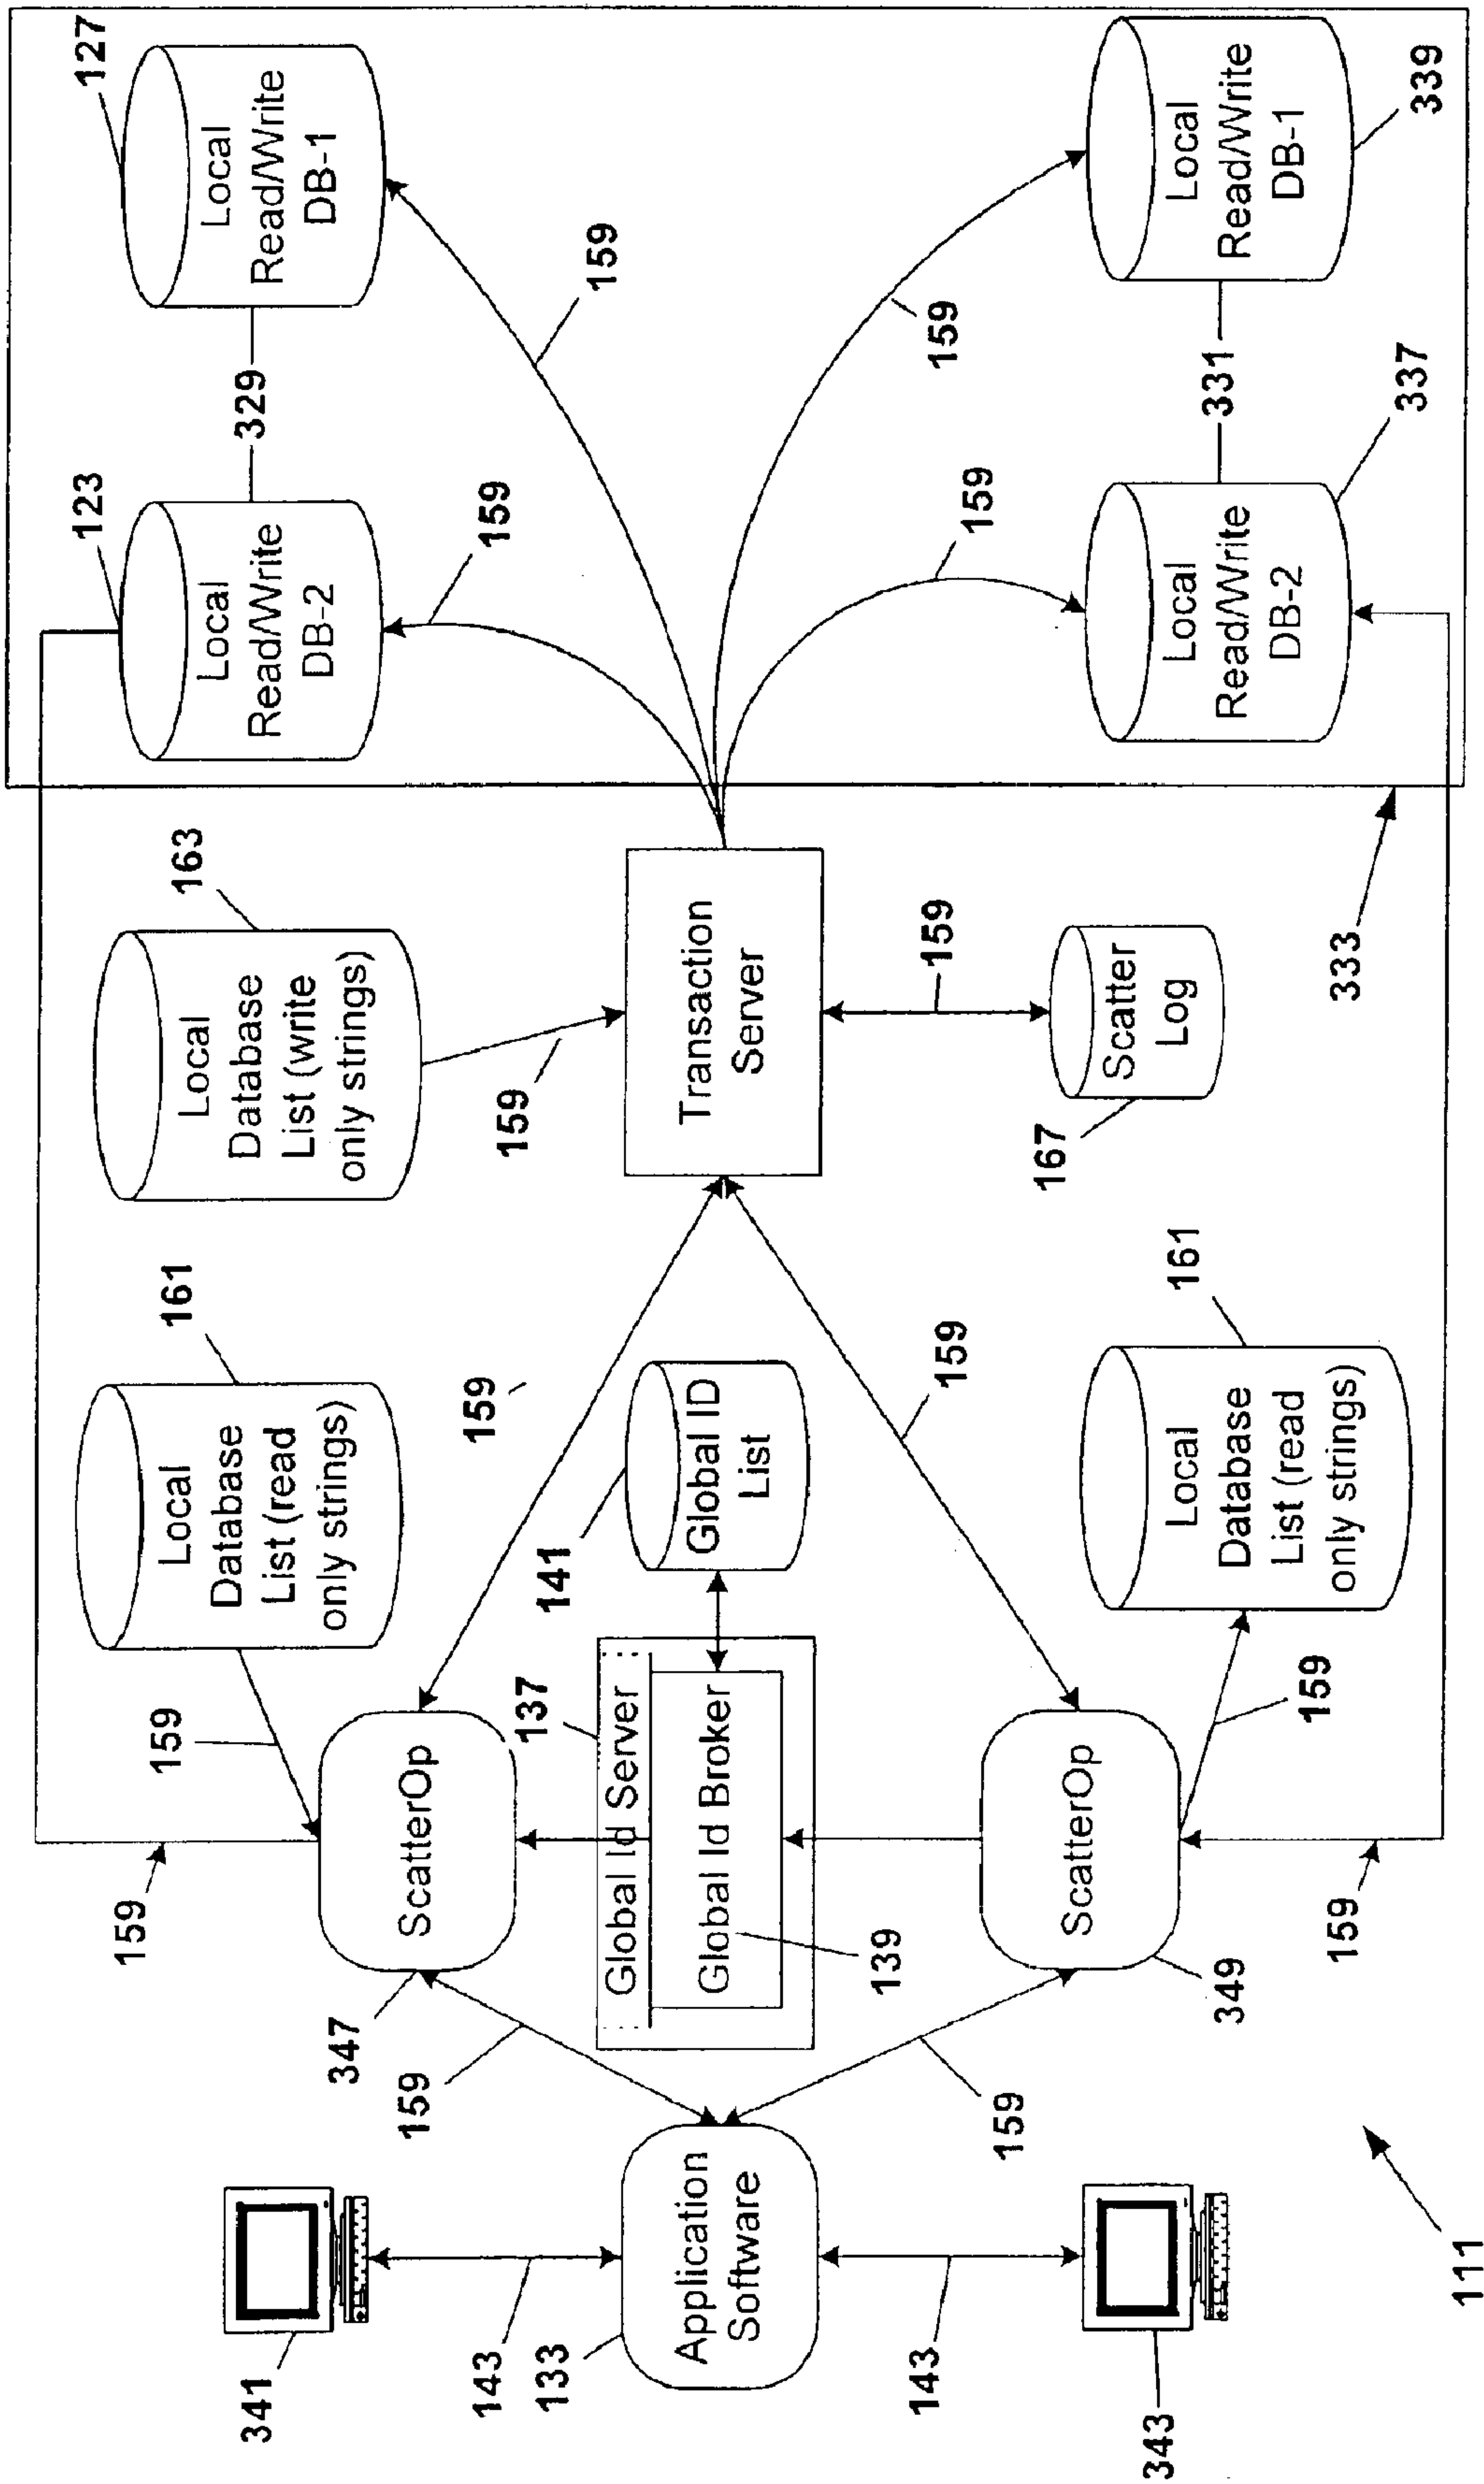 341
143
133
Application
Software
143
343
111
159
347
ScatterOp
159
159
137
Global Id Server
Global Id Broker
139
159
ScatterOp
349
159
159
161
Local
Database
List (read
only strings)
159
141
Global ID
List
159
161
Local
Database
List (read
only strings)
163
Local
Database
List (write
only strings)
159
Transaction
Server
159
167
Scatter
Log
333
123
Local
Read/Write
DB-2
159
329
127
Local
Read/Write
DB-1
159
159
159
Local
Read/Write
DB-2
337
331
Local
Read/Write
DB-1
339